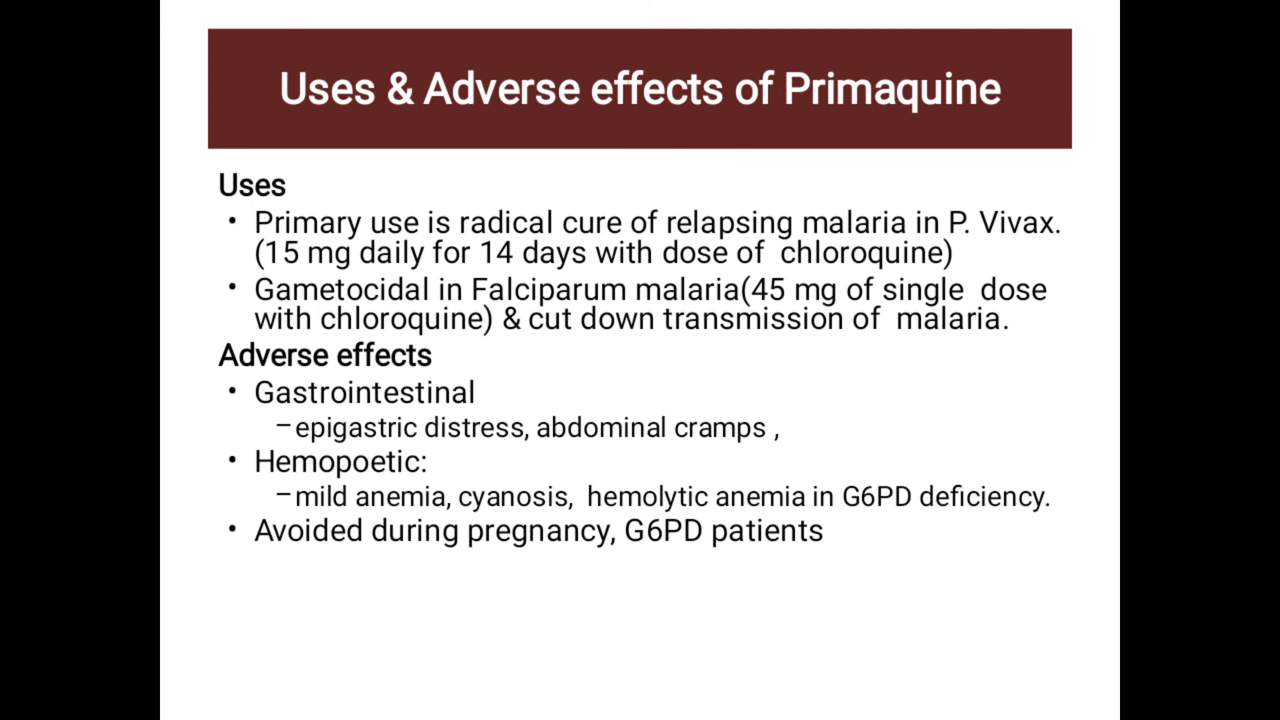 Uses & Adverse effects of Primaquine
Uses
• Primary use is radical cure of relapsing malaria in P. Vivax.
(15 mg daily for 14 days with dose of  chloroquine)
• Gametocidal in Falciparum malaria(45 mg of single  dose
with chloroquine) & cut down transmission of  malaria.
Adverse effects
• Gastrointestinal
–epigastric distress, abdominal cramps ,
• Hemopoetic:
–mild anemia, cyanosis,  hemolytic anemia in G6PD deficiency.
• Avoided during pregnancy, G6PD patients